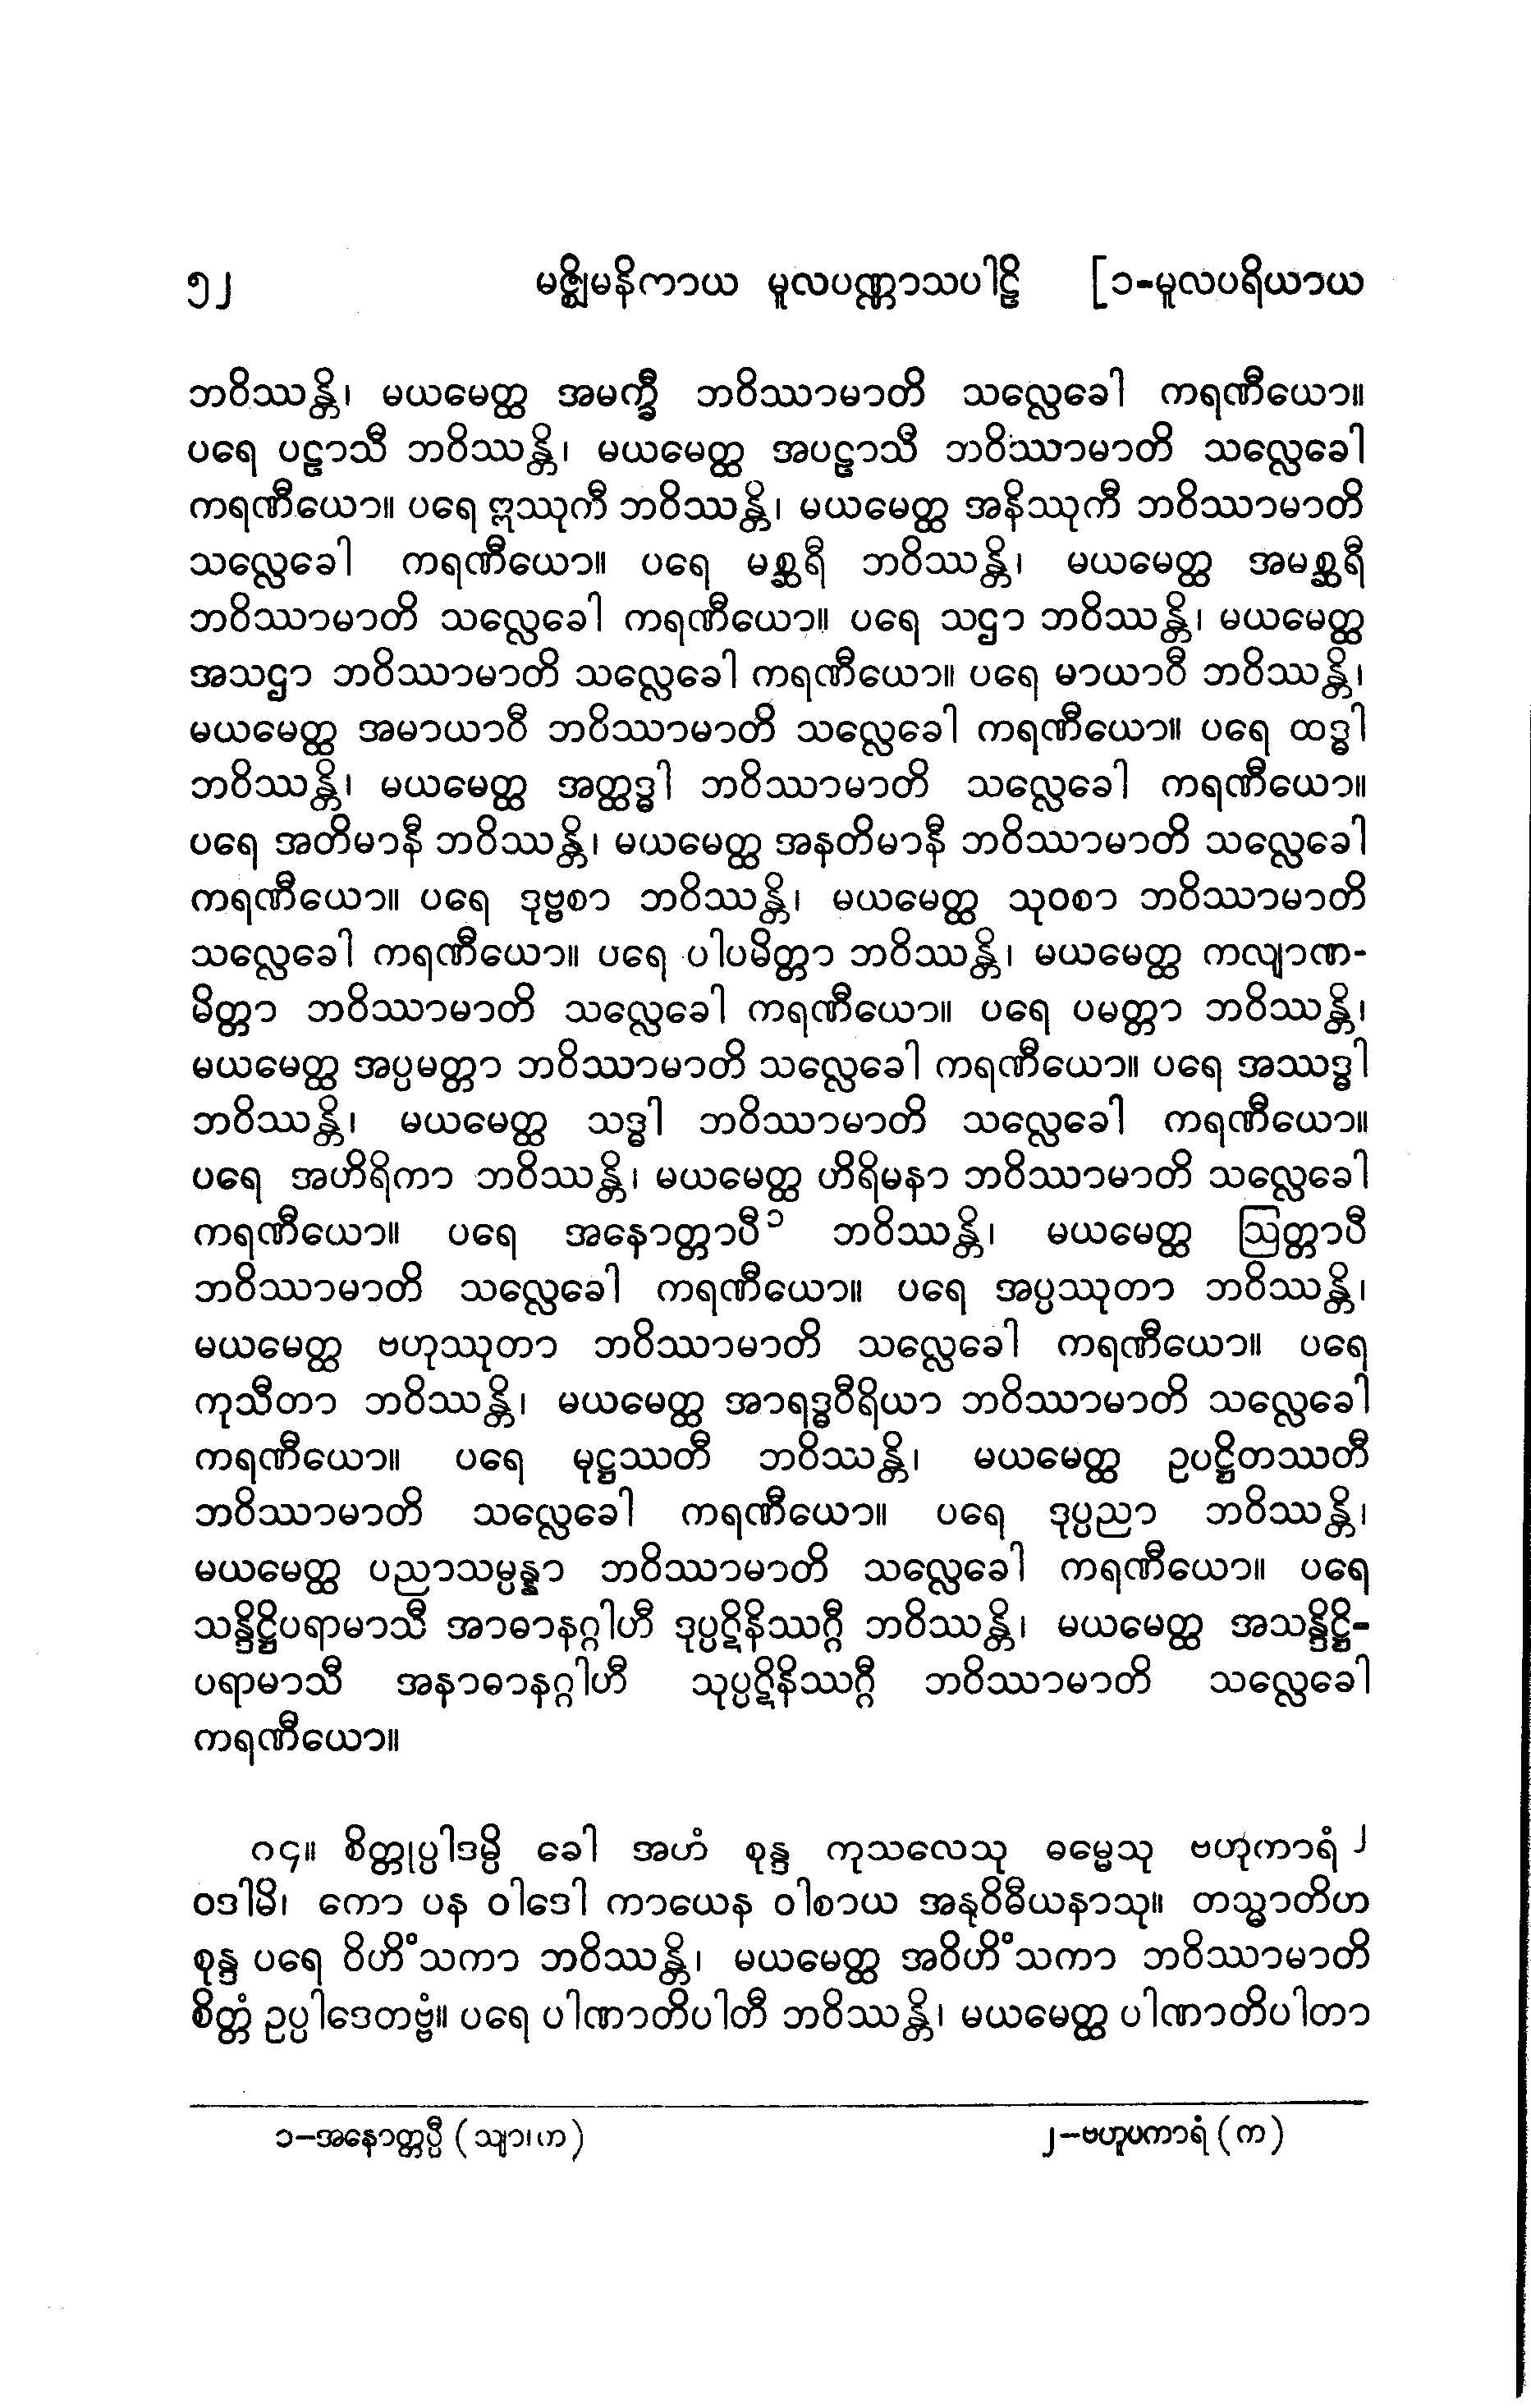 ၅၂ မဇ္ဈိမနိကာယ မူလပဏ္ဏာသပါဠိ [၁-မူလပရိယာယ
ဘဝိဿန္တိ၊ မယမေတ္ထ အမက္ခီ ဘဝိဿာမာတိ သလ္လေခေါ ကရဏီယော။
ပရေ ပဠာသီ ဘဝိဿန္တိ၊ မယမေတ္ထ အပဠာသီ ဘဝိဿာမာတိ သလ္လေခေါ
ကရဏီယော။ ပရေ ဣဿုကီ ဘဝိဿန္တိ၊ မယမေတ္ထ အနိဿုကီ ဘဝိဿာမာတိ
သလ္လေခေါ ကရဏီယော။ ပရေ မစ္ဆရီ ဘဝိဿန္တိ၊ မယမေတ္ထ အမစ္ဆရီ
ဘဝိဿာမာတိ သလ္လေခေါ ကရဏီယော။ ပရေ သဌာ ဘဝိဿန္တိ၊ မယမေတ္ထ
အသဌာ ဘဝိဿာမာတိ သလ္လေခေါ ကရဏီယော။ ပရေ မာယာဝီ ဘဝိဿန္တိ၊
မယမေတ္ထ အမာယာဝီ ဘဝိဿာမာတိ သလ္လေခေါ ကရဏီယော။ ပရေ ထဒ္ဓါ
ဘဝိဿန္တိ၊ မယမေတ္ထ အတ္ထဒ္ဓါ ဘဝိဿာမာတိ သလ္လေခေါ ကရဏီယော။
ပရေ အတိမာနီ ဘဝိဿန္တိ၊ မယမေတ္ထ အနတိမာနီ ဘဝိဿာမာတိ သလ္လေခေါ
ကရဏီယော။ ပရေ ဒုဗ္ဗစာ ဘဝိဿန္တိ၊ မယမေတ္ထ သုဝစာ ဘဝိဿာမာတိ
သလ္လေခေါ ကရဏီယော။ ပရေ ပါပမိတ္တာ ဘဝိဿန္တိ၊ မယမေတ္ထ ကလျာဏ-
မိတ္တာ ဘဝိဿာမာတိ သလ္လေခေါ ကရဏီယော။ ပရေ ပမတ္တာ ဘဝိဿန္တိ၊
မယမေတ္ထ အပ္ပမတ္တာ ဘဝိဿာမာတိ သလ္လေခေါ ကရဏီယော။ ပရေ အဿဒ္ဓါ
ဘဝိဿန္တိ၊ မယမေတ္ထ သဒ္ဓါ ဘဝိဿာမာတိ သလ္လေခေါ ကရဏီယော။
ပရေ အဟိရိကာ ဘဝိဿန္တိ၊ မယမေတ္ထ ဟိရိမနာ ဘဝိဿာမာတိ သလ္လေခေါ
ကရဏီယော။ ပရေ အနောတ္တာပီ၁ ဘဝိဿန္တိ၊ မယမေတ္ထ ဩတ္တာပီ
ဘဝိဿာမာတိ သလ္လေခေါ ကရဏီယော။ ပရေ အပ္ပဿုတာ ဘဝိဿန္တိ၊
မယမေတ္ထ ဗဟုဿုတာ ဘဝိဿာမာတိ သလ္လေခေါ ကရဏီယော။ ပရေ
ကုသီတာ ဘဝိဿန္တိ၊ မယမေတ္ထ အာရဒ္ဓဝီရိယာ ဘဝိဿာမာတိ သလ္လေခေါ
ကရဏီယော။ ပရေ မုဋ္ဌဿတီ ဘဝိဿန္တိ၊ မယမေတ္ထ ဥပဋ္ဌိတဿတီ
ဘဝိဿာမာတိ သလ္လေခေါ ကရဏီယော။ ပရေ ဒုပ္ပညာ ဘဝိဿန္တိ၊
မယမေတ္ထ ပညာသမ္ပန္နာ ဘဝိဿာမာတိ သလ္လေခေါ ကရဏီယော။ ပရေ
သန္ဒိဋ္ဌိပရာမာသီ အာဓာနဂ္ဂါဟီ ဒုပ္ပဋိနိဿဂ္ဂီ ဘဝိဿန္တိ၊ မယမေတ္ထ အသန္ဒိဋ္ဌိ-
ပရာမာသီ အနာဓာနဂ္ဂါဟီ သုပ္ပဋိနိဿဂ္ဂီ ဘဝိဿာမာတိ သလ္လေခေါ
ကရဏီယော။
၈၄။ စိတ္တုပ္ပါဒမ္ပိ ခေါ အဟံ စုန္ဒ ကုသလေသု ဓမ္မေသု ဗဟုကာရံ၂
ဝဒါမိ၊ ကော ပန ဝါဒေါ ကာယေန ဝါစာယ အနုဝိဓီယနာသု။ တသ္မာတိဟ
စုန္ဒ ပရေ ဝိဟိံသကာ ဘဝိဿန္တိ၊ မယမေတ္ထ အဝိဟိံသကာ ဘဝိဿာမာတိ
စိတ္တံ ဥပ္ပါဒေတဗ္ဗံ။ ပရေ ပါဏာတိပါတီ ဘဝိဿန္တိ၊ မယမေတ္ထ ပါဏာတိပါတာ
၁–အနောတ္တပ္ပီ (သျာ၊ က) ၂–ဗဟူပကာရံ (က)